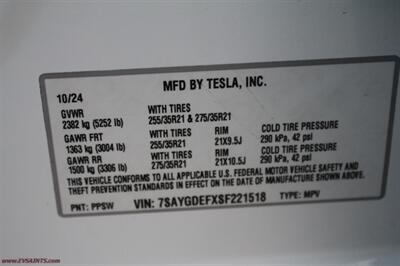 MFD BY TESLA, INC.
10/24
GVWR WITH TIRES
2382 kg (5252 lb) 255/35R21 & 275/35R21
GAWR FRT WITH TIRES RIM COLD TIRE PRESSURE
1363 kg (3004 lb) 255/35R21 21X9.5J 290 kPa, 42 psi
GAWR RR WITH TIRES RIM COLD TIRE PRESSURE
1500 kg (3306 lb) 275/35R21 21X10.5J 290 kPa, 42 psi
THIS VEHICLE CONFORMS TO ALL APPLICABLE U.S. FEDERAL MOTOR VEHICLE SAFETY AND
THEFT PREVENTION STANDARDS IN EFFECT ON THE DATE OF MANUFACTURE SHOWN ABOVE.
PNT: PPSW VIN: 7SAYGDEFXSF221518 TYPE: MPV
www.EVSAINTS.com